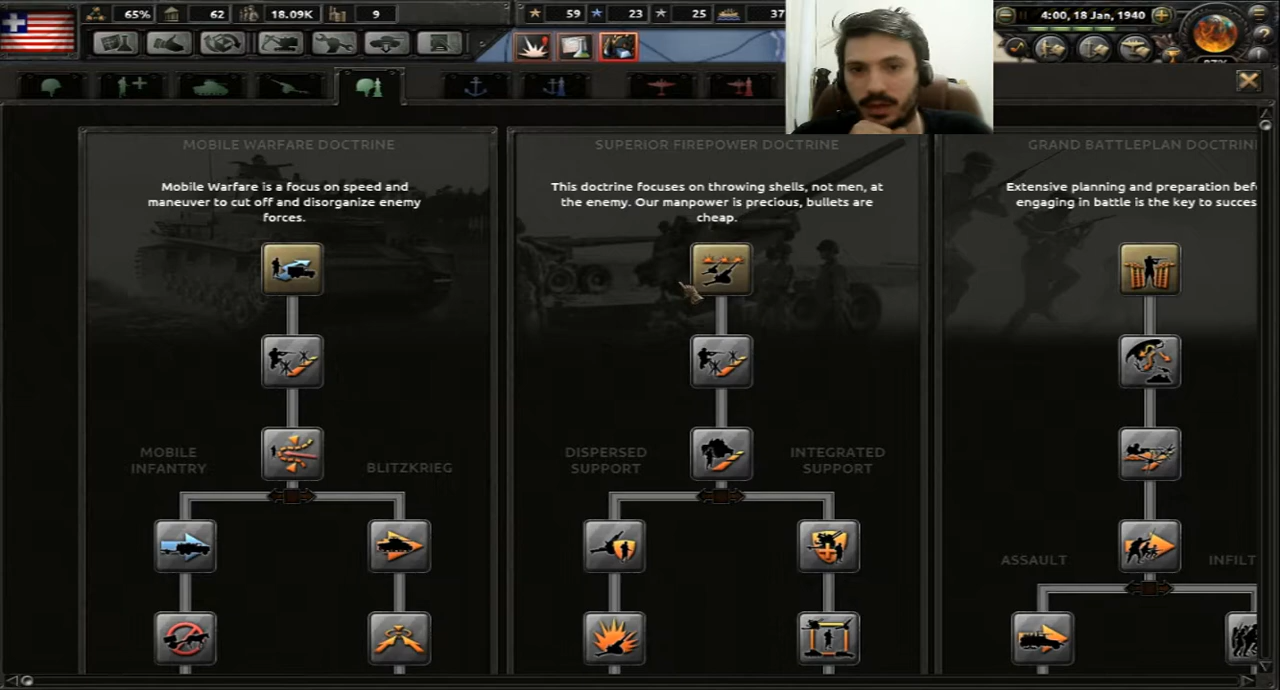 65% 62 18.09K 9 59 23 25 37 4:00, 18 Jan, 1940
MOBILE WARFARE DOCTRINE
Mobile Warfare is a focus on speed and
maneuver to cut off and disorganize enemy
forces.
MOBILE
INFANTRY
BLITZKRIEG
SUPERIOR FIREPOWER DOCTRINE
This doctrine focuses on throwing shells, not men, at
the enemy. Our manpower is precious, bullets are
cheap.
DISPERSED
SUPPORT
INTEGRATED
SUPPORT
GRAND BATTLEPLAN DOCTRIN
Extensive planning and preparation bef
engaging in battle is the key to succes
ASSAULT
INFILT